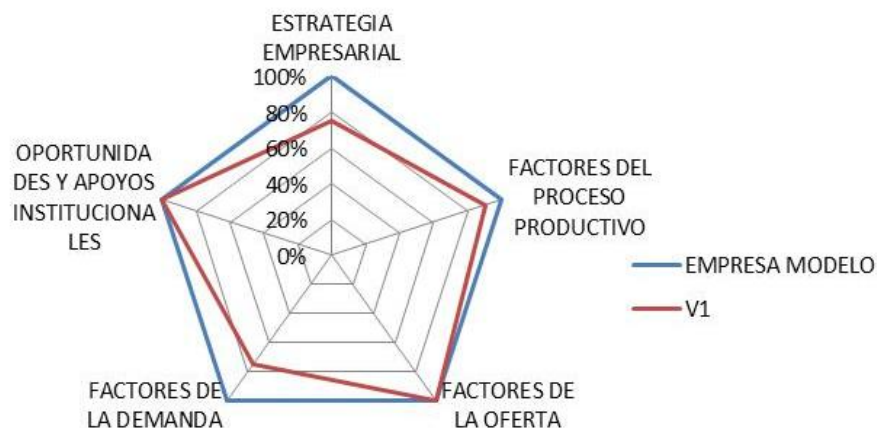 ESTRATEGIA
EMPRESARIAL
100%
80%
60%
40%
20%
0%
FACTORES DEL
PROCESO
PRODUCTIVO
FACTORES DE
LA OFERTA
FACTORES DE
LA DEMANDA
OPORTUNIDA
DES Y APOYOS
INSTITUCIONA
LES
EMPRESA MODELO
V1